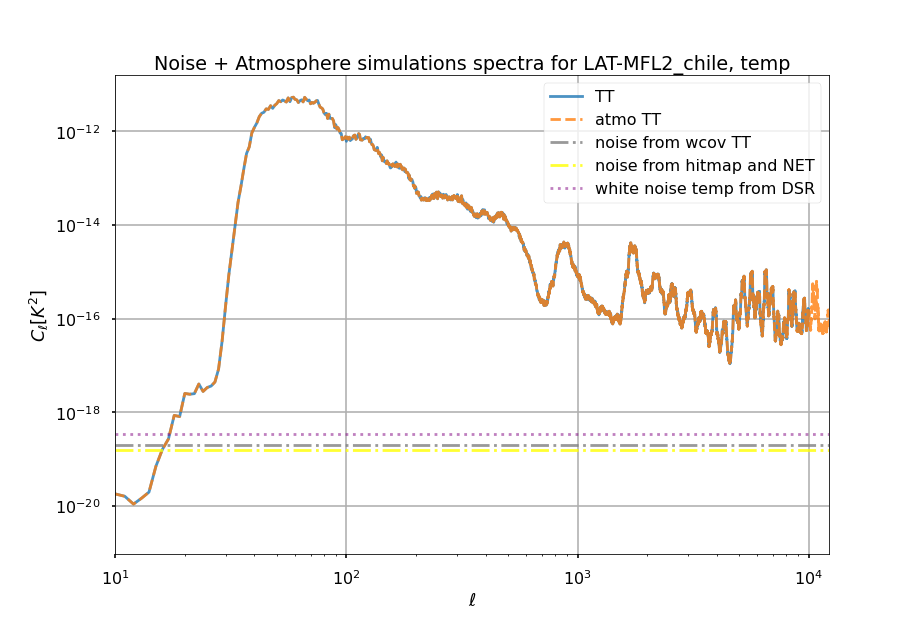 Noise + Atmosphere simulations spectra for LAT-MFL2_chile, temp
TT
atmo TT
noise from wcov TT
noise from hitmap and NET
white noise temp from DSR
10⁻¹²
10⁻¹⁴
10⁻¹⁶
10⁻¹⁸
10⁻²⁰
C_ℓ[K²]
10¹ 10² 10³ 10⁴
ℓ